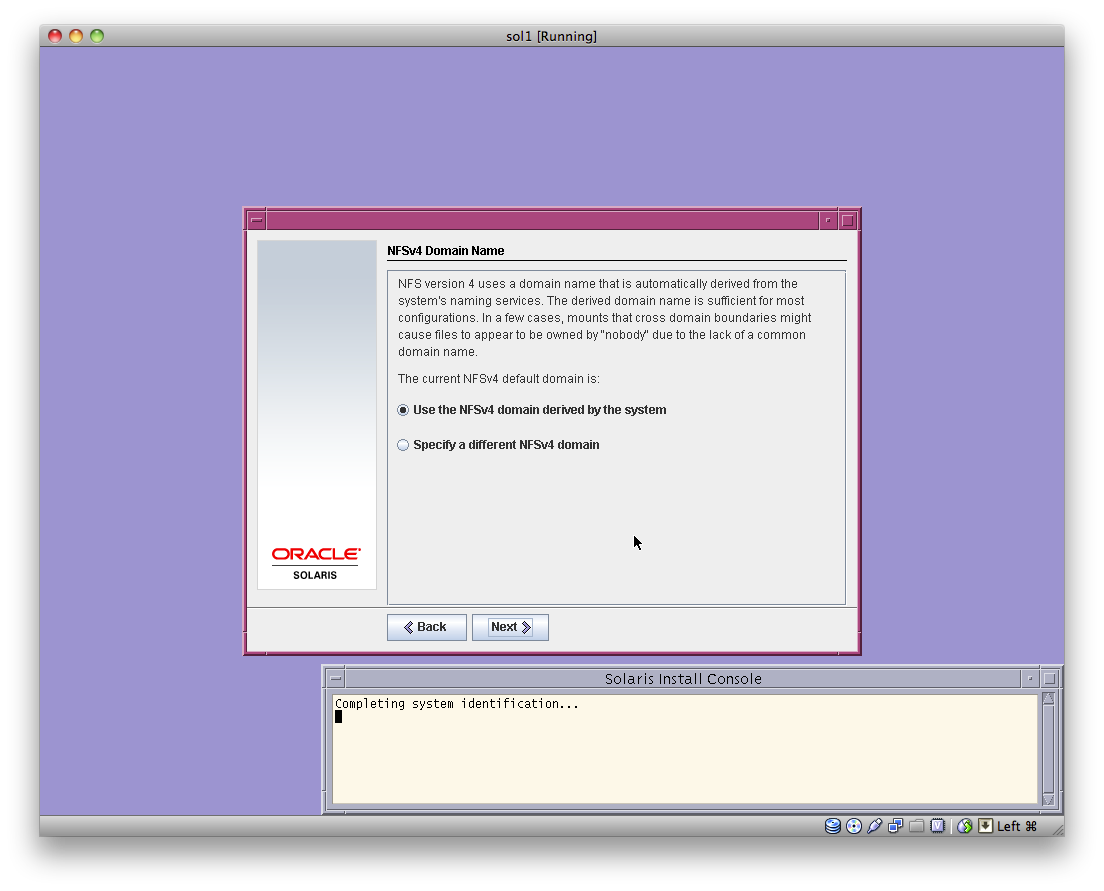 sol1 [Running]
NFSv4 Domain Name
NFS version 4 uses a domain name that is automatically derived from the
system's naming services. The derived domain name is sufficient for most
configurations. In a few cases, mounts that cross domain boundaries might
cause files to appear to be owned by "nobody" due to the lack of a common
domain name.
The current NFSv4 default domain is:
Use the NFSv4 domain derived by the system
Specify a different NFSv4 domain
ORACLE
SOLARIS
Back
Next
Solaris Install Console
Completing system identification...
Left ⌘